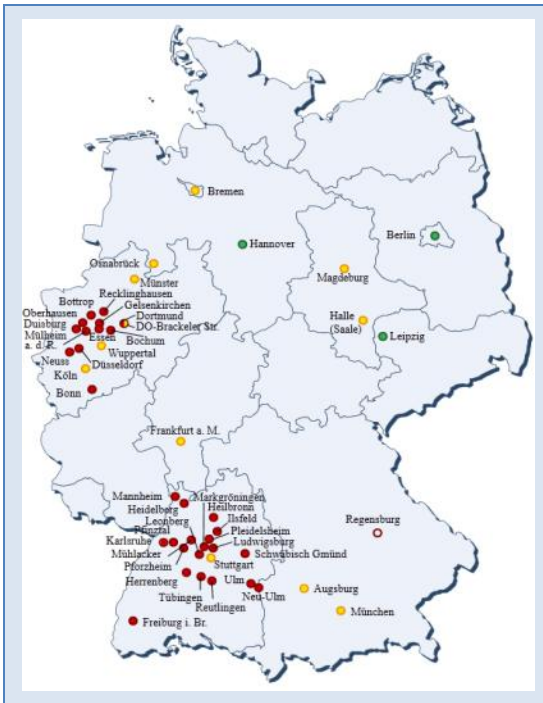 Bremen
Hannover
Berlin
Osnabrück
Magdeburg
Münster
Recklinghausen
Bottrop
Gelsenkirchen
Oberhausen
Dortmund
Duisburg
DO-Brackeler Str.
Mülheim
a. d. R.
Essen
Bochum
Halle
(Saale)
Leipzig
Wuppertal
Neuss
Düsseldorf
Köln
Bonn
Frankfurt a. M.
Mannheim
Markgröningen
Heidelberg
Heilbronn
Leonberg
Ilsfeld
Pfinztal
Pleidelsheim
Regensburg
Karlsruhe
Ludwigsburg
Mühlacker
Schwäbisch Gmünd
Pforzheim
Stuttgart
Herrenberg
Ulm
Augsburg
Tübingen
Neu-Ulm
Reutlingen
München
Freiburg i. Br.